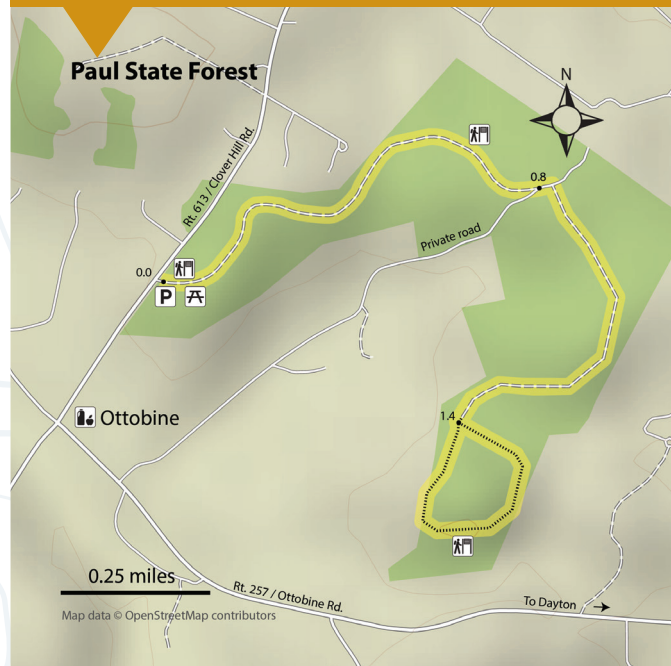 Paul State Forest
N
Rt. 613 / Clover Hill Rd.
0.8
Private road
0.0
P
1.4
Ottobine
0.25 miles
Rt. 257 / Ottobine Rd.
To Dayton
Map data © OpenStreetMap contributors